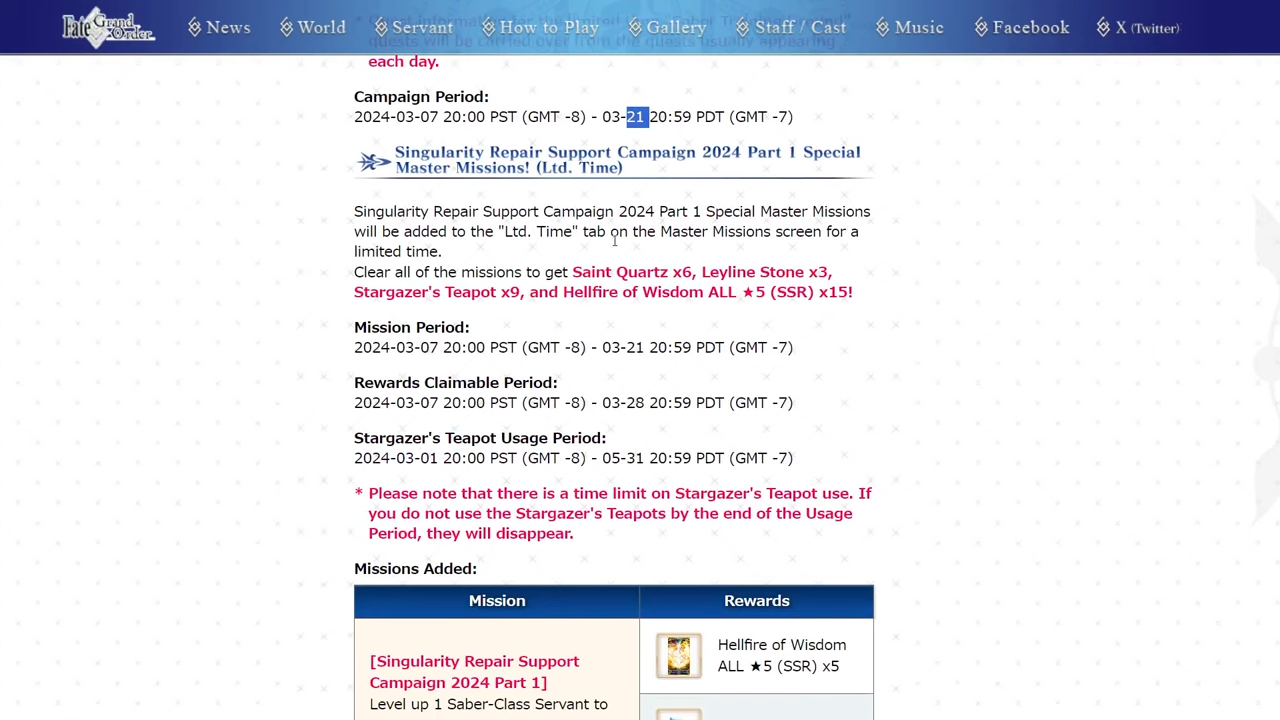 Fate Grand Order
News World Servant How to Play Gallery Staff / Cast Music Facebook X (Twitter)
quests will be carried over from the quests usually appearing
each day.
Campaign Period:
2024-03-07 20:00 PST (GMT -8) - 03-21 20:59 PDT (GMT -7)
Singularity Repair Support Campaign 2024 Part 1 Special
Master Missions! (Ltd. Time)
Singularity Repair Support Campaign 2024 Part 1 Special Master Missions
will be added to the "Ltd. Time" tab on the Master Missions screen for a
limited time.
Clear all of the missions to get Saint Quartz x6, Leyline Stone x3,
Stargazer's Teapot x9, and Hellfire of Wisdom ALL ★5 (SSR) x15!
Mission Period:
2024-03-07 20:00 PST (GMT -8) - 03-21 20:59 PDT (GMT -7)
Rewards Claimable Period:
2024-03-07 20:00 PST (GMT -8) - 03-28 20:59 PDT (GMT -7)
Stargazer's Teapot Usage Period:
2024-03-01 20:00 PST (GMT -8) - 05-31 20:59 PDT (GMT -7)
* Please note that there is a time limit on Stargazer's Teapot use. If
you do not use the Stargazer's Teapots by the end of the Usage
Period, they will disappear.
Missions Added:
Mission Rewards
[Singularity Repair Support
Campaign 2024 Part 1]
Level up 1 Saber-Class Servant to
Hellfire of Wisdom
ALL ★5 (SSR) x5